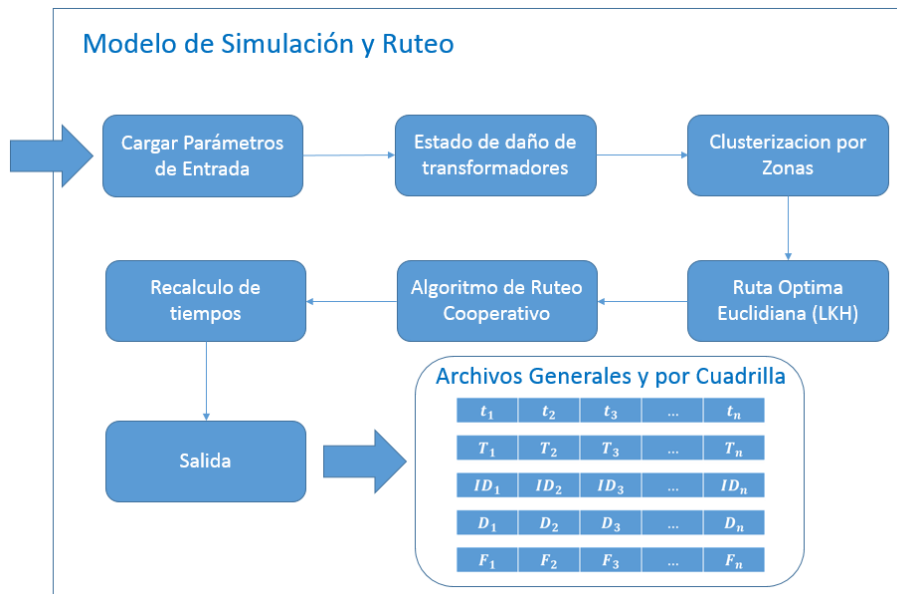 Modelo de Simulación y Ruteo
Cargar Parámetros
de Entrada
Estado de daño de
transformadores
Clusterizacion por
Zonas
Recalculo de
tiempos
Algoritmo de Ruteo
Cooperativo
Ruta Optima
Euclidiana (LKH)
Salida
Archivos Generales y por Cuadrilla
t₁ t₂ t₃ ... tₙ
T₁ T₂ T₃ ... Tₙ
ID₁ ID₂ ID₃ ... IDₙ
D₁ D₂ D₃ ... Dₙ
F₁ F₂ F₃ ... Fₙ